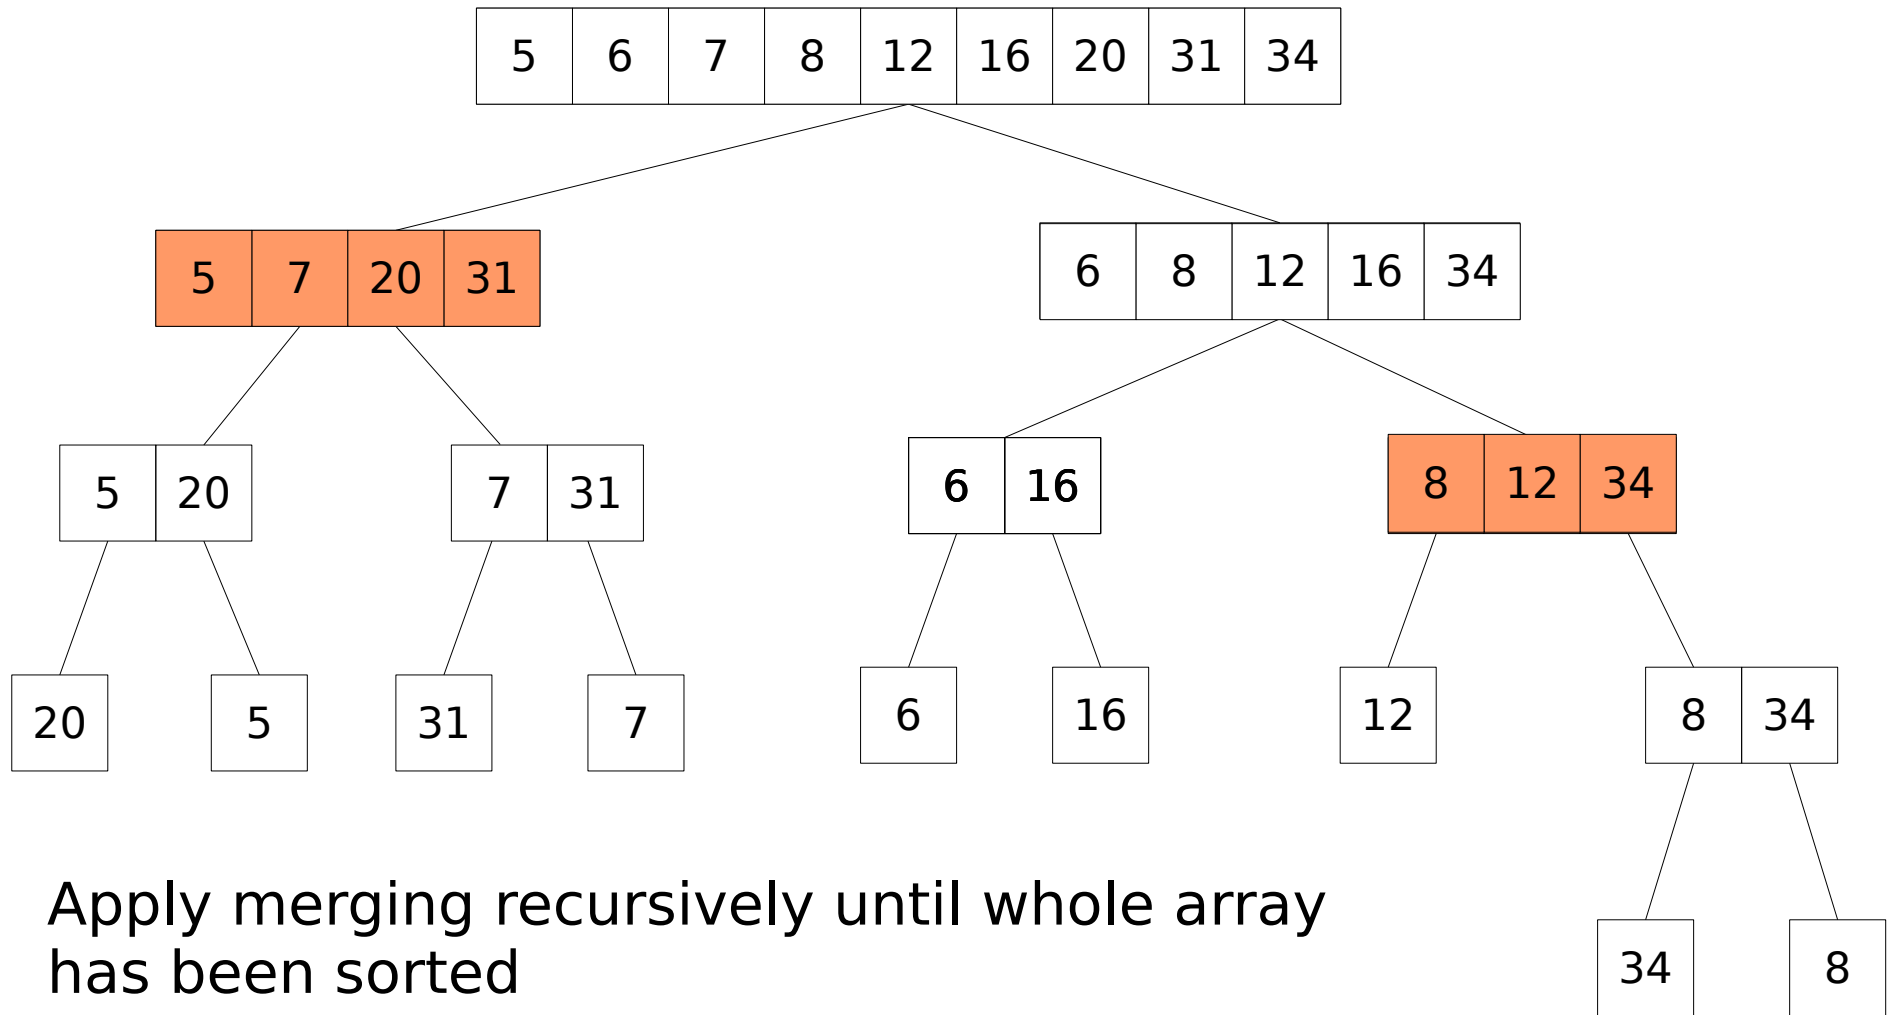 5 6 7 8 12 16 20 31 34
5 7 20 31
6 8 12 16 34
5 20
7 31
6 16
8 12 34
20
5
31
7
6
16
12
8 34
34
8
Apply merging recursively until whole array
has been sorted